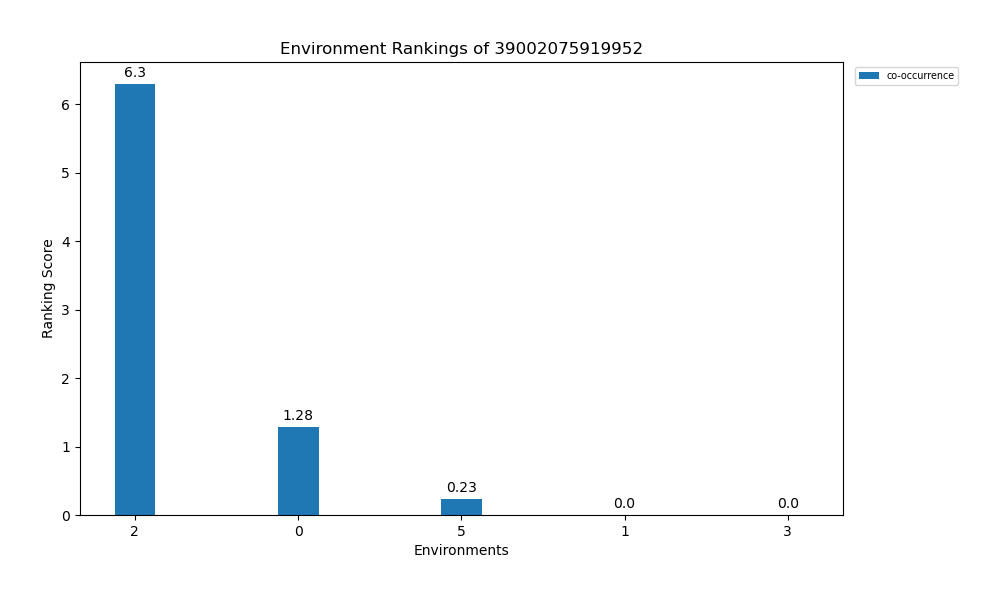 Environment Rankings of 39002075919952
co-occurrence
6.3
1.28
0.23
0.0
0.0
6
5
4
3
2
1
0
Ranking Score
2 0 5 1 3
Environments